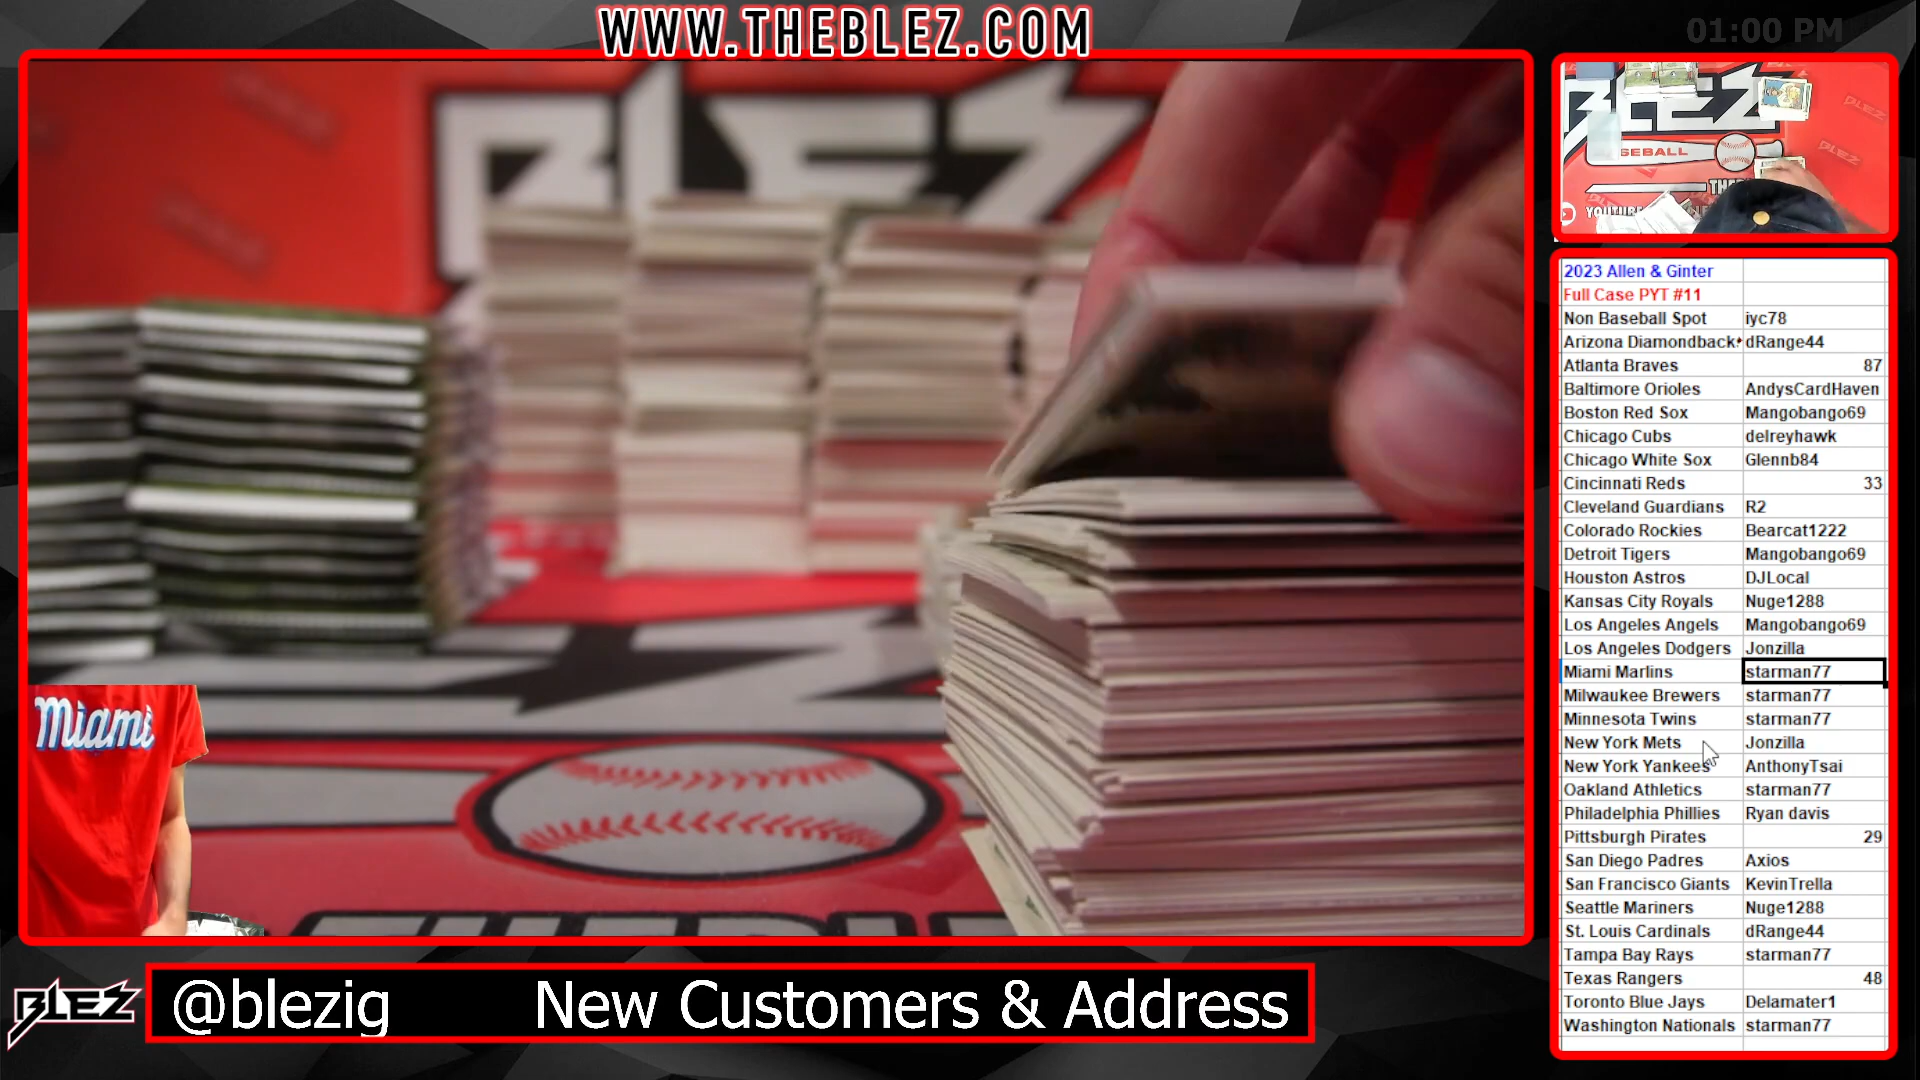 WWW.THEBLEZ.COM
01:00 PM
BLEZ
BLEZ
SEBALL
BLEZ
BLEZ
YOUTUBE
Miami
2023 Allen & Ginter
Full Case PYT #11
Non Baseball Spot iyc78
Arizona Diamondback dRange44
Atlanta Braves 87
Baltimore Orioles AndysCardHaven
Boston Red Sox Mangobango69
Chicago Cubs delreyhawk
Chicago White Sox Glennb84
Cincinnati Reds 33
Cleveland Guardians R2
Colorado Rockies Bearcat1222
Detroit Tigers Mangobango69
Houston Astros DJLocal
Kansas City Royals Nuge1288
Los Angeles Angels Mangobango69
Los Angeles Dodgers Jonzilla
Miami Marlins starman77
Milwaukee Brewers starman77
Minnesota Twins starman77
New York Mets Jonzilla
New York Yankees AnthonyTsai
Oakland Athletics starman77
Philadelphia Phillies Ryan davis
Pittsburgh Pirates 29
San Diego Padres Axios
San Francisco Giants KevinTrella
Seattle Mariners Nuge1288
St. Louis Cardinals dRange44
Tampa Bay Rays starman77
Texas Rangers 48
Toronto Blue Jays Delamater1
Washington Nationals starman77
BLEZ
@blezig New Customers & Address